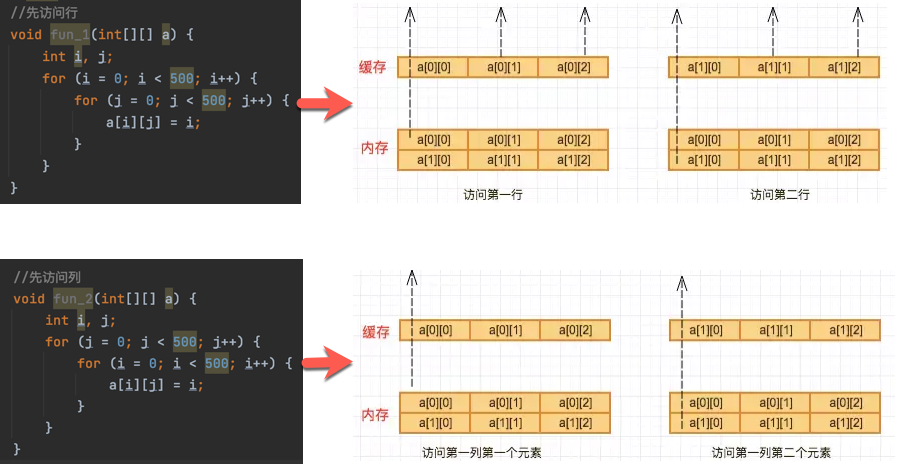 //先访问行
void fun_1(int[][] a) {
int i, j;
for (i = 0; i < 500; i++) {
for (j = 0; j < 500; j++) {
a[i][j] = i;
}
}
}
缓存
a[0][0] a[0][1] a[0][2]
内存
a[0][0] a[0][1] a[0][2]
a[1][0] a[1][1] a[1][2]
访问第一行
a[1][0] a[1][1] a[1][2]
a[0][0] a[0][1] a[0][2]
a[1][0] a[1][1] a[1][2]
访问第二行
//先访问列
void fun_2(int[][] a) {
int i, j;
for (j = 0; j < 500; j++) {
for (i = 0; i < 500; i++) {
a[i][j] = i;
}
}
}
缓存
a[0][0] a[0][1] a[0][2]
内存
a[0][0] a[0][1] a[0][2]
a[1][0] a[1][1] a[1][2]
访问第一列第一个元素
a[1][0] a[1][1] a[1][2]
a[0][0] a[0][1] a[0][2]
a[1][0] a[1][1] a[1][2]
访问第一列第二个元素